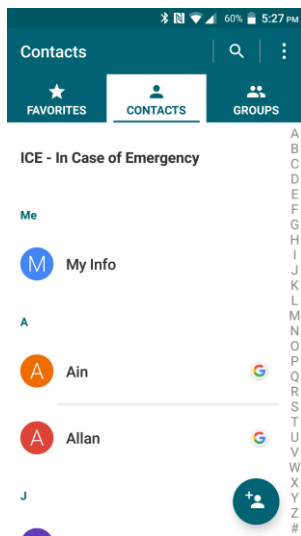 60% 5:27 PM
Contacts
FAVORITES CONTACTS GROUPS
ICE - In Case of Emergency
Me
M My Info
A
A Ain G
A Allan G
J
A
B
C
D
E
F
G
H
I
J
K
L
M
N
O
P
Q
R
S
T
U
V
W
X
Y
Z
#